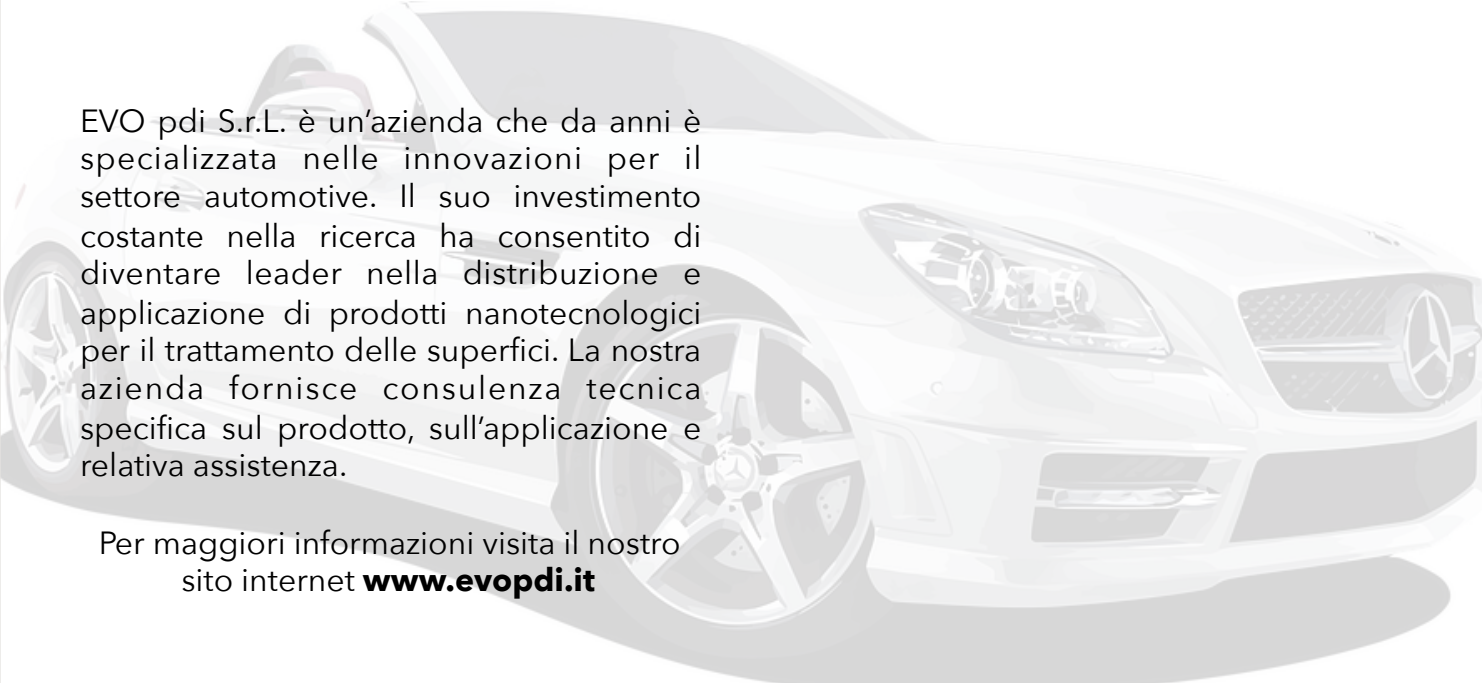 EVO pdi S.r.L. è un’azienda che da anni è
specializzata nelle innovazioni per il
settore automotive. Il suo investimento
costante nella ricerca ha consentito di
diventare leader nella distribuzione e
applicazione di prodotti nanotecnologici
per il trattamento delle superfici. La nostra
azienda fornisce consulenza tecnica
specifica sul prodotto, sull’applicazione e
relativa assistenza.
Per maggiori informazioni visita il nostro
sito internet www.evopdi.it